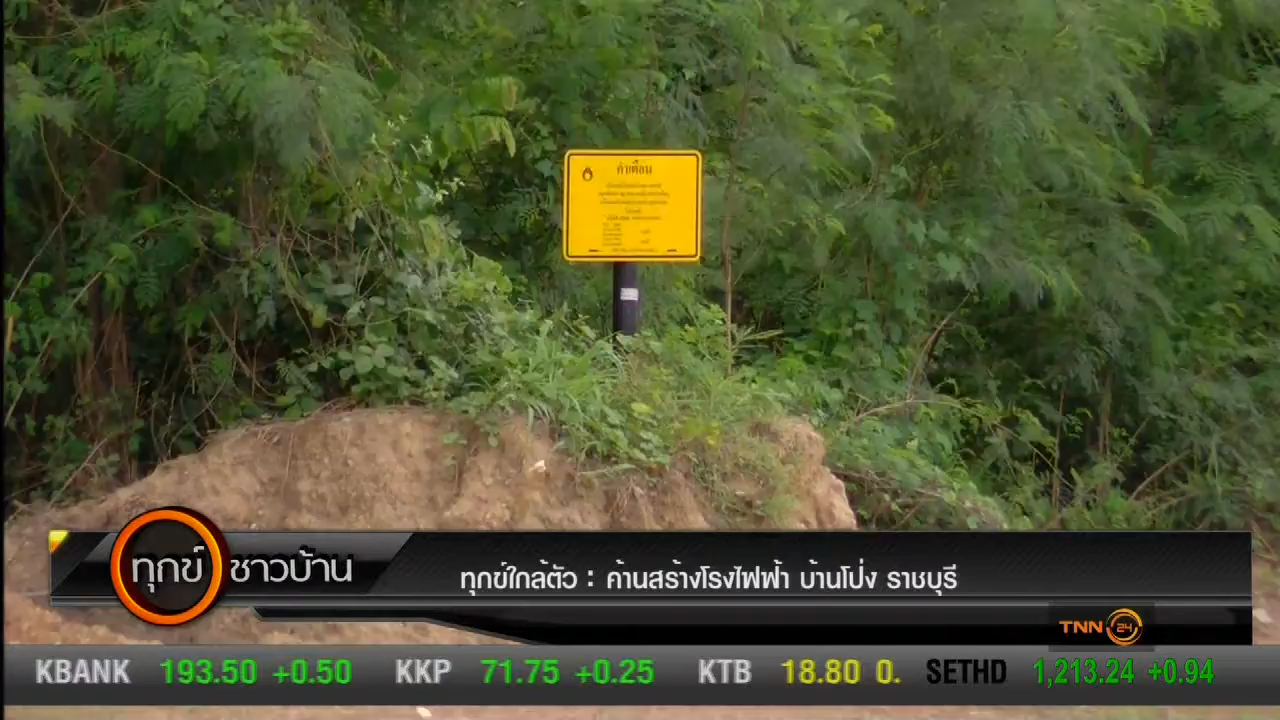 คำเตือน
ทุกข์ ชาวบ้าน
ทุกข์ใกล้ตัว : ค้านสร้างโรงไฟฟ้า บ้านโป่ง ราชบุรี
TNN 24
KBANK 193.50 +0.50 KKP 71.75 +0.25 KTB 18.80 0. SETHD 1,213.24 +0.94